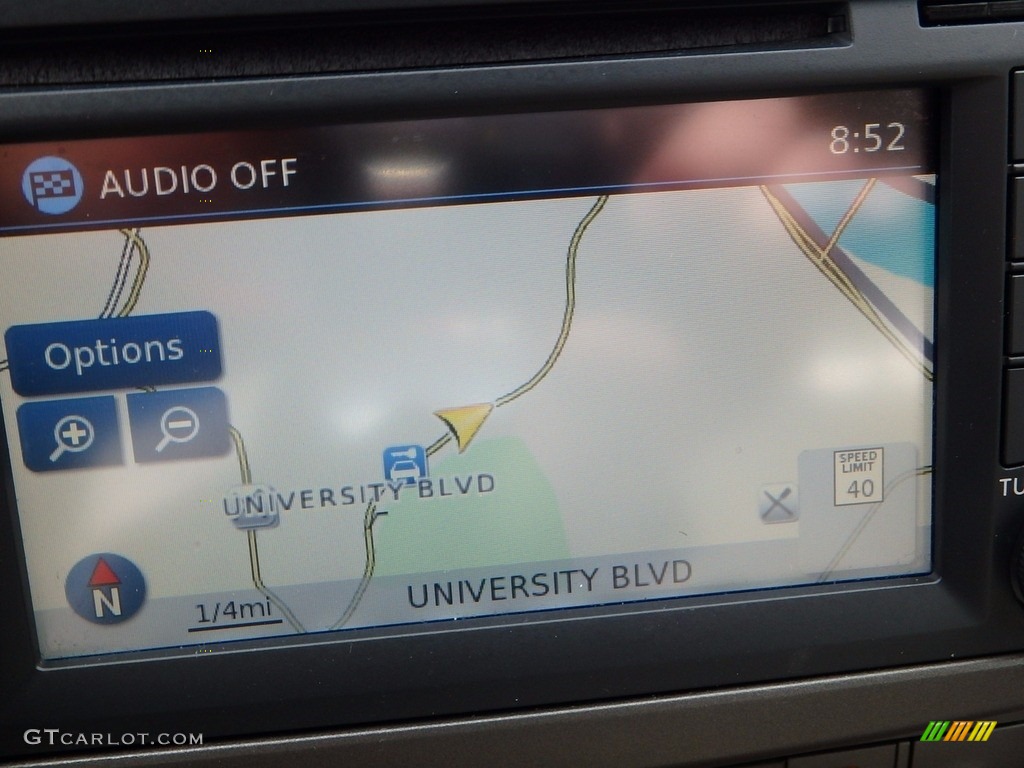 AUDIO OFF
8:52
Options
SPEED
LIMIT
40
UNIVERSITY BLVD
N
1/4mi
UNIVERSITY BLVD
TU
GTCARLOT.COM